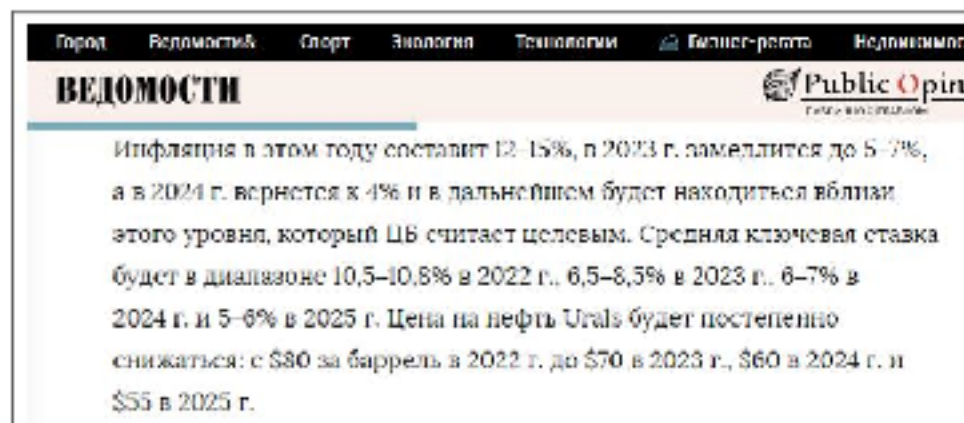 Город Ведомости& Спорт Экология Технологии Бизнес-регата Недвижимос
ВЕДОМОСТИ Public Opin
Инфляция в этом году составит 12–15%, в 2023 г. замедлится до 5–7%,
а в 2024 г. вернется к 4% и в дальнейшем будет находиться вблизи
этого уровня, который ЦБ считает целевым. Средняя ключевая ставка
будет в диапазоне 10,5–10,8% в 2022 г., 6,5–8,5% в 2023 г., 6–7% в
2024 г. и 5–6% в 2025 г. Цена на нефть Urals будет постепенно
снижаться: с $80 за баррель в 2022 г. до $70 в 2023 г., $60 в 2024 г. и
$55 в 2025 г.